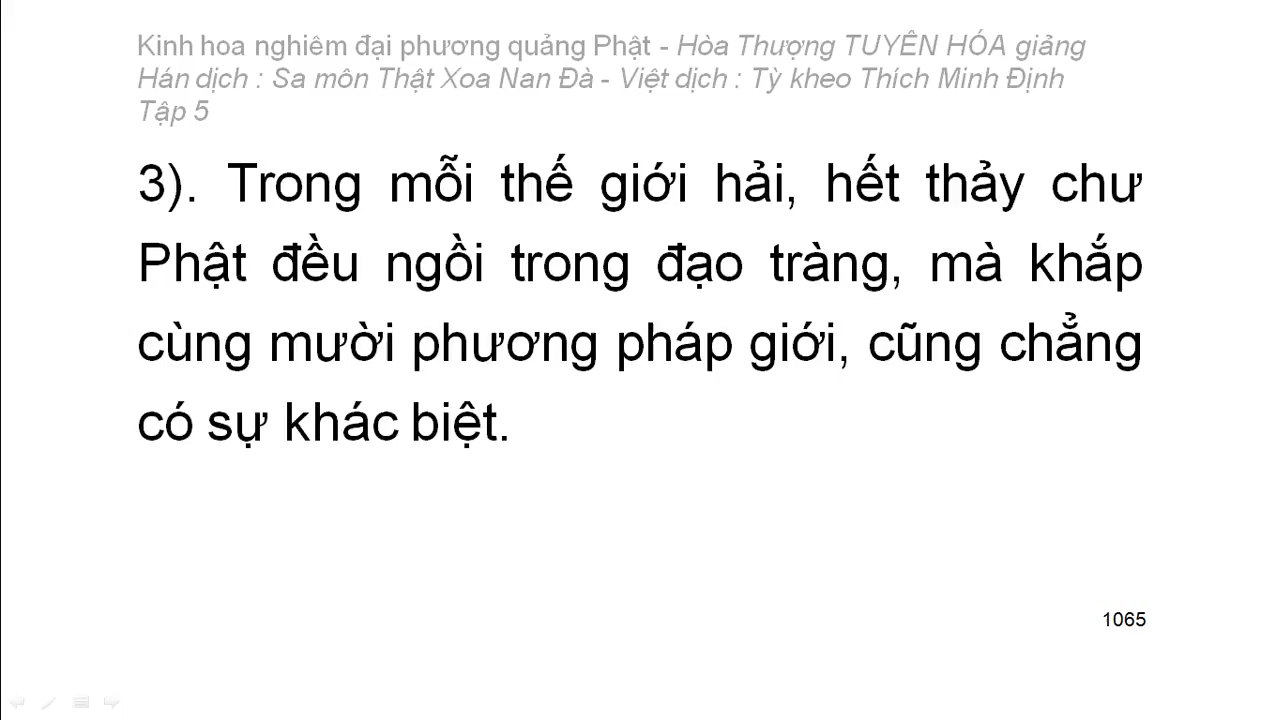 Kinh hoa nghiêm đại phương quảng Phật - Hòa Thượng TUYÊN HÓA giảng
Hán dịch : Sa môn Thật Xoa Nan Đà - Việt dịch : Tỳ kheo Thích Minh Định
Tập 5
3). Trong mỗi thế giới hải, hết thảy chư
Phật đều ngồi trong đạo tràng, mà khắp
cùng mười phương pháp giới, cũng chẳng
có sự khác biệt.
1065